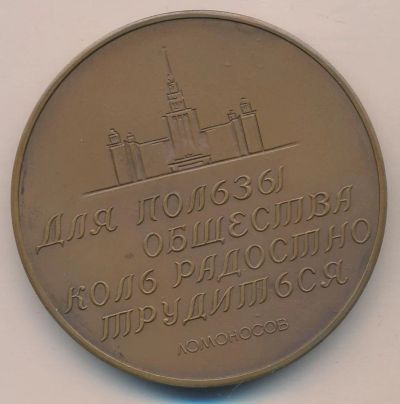 ДЛЯ ПОЛЬЗЫ
ОБЩЕСТВА
КОЛЬ РАДОСТНО
ТРУДИТЬСЯ
ЛОМОНОСОВ